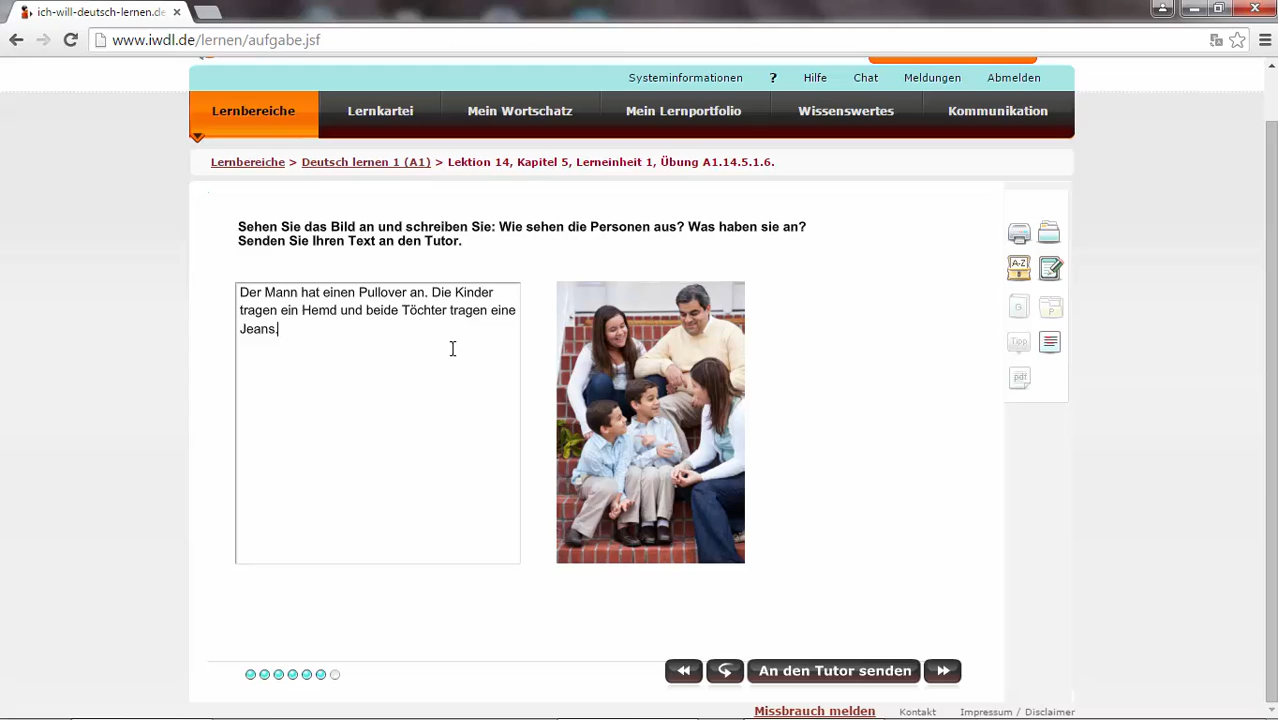 ich-will-deutsch-lernen.de
www.iwdl.de/lernen/aufgabe.jsf
Systeminformationen ? Hilfe Chat Meldungen Abmelden
Lernbereiche Lernkartei Mein Wortschatz Mein Lernportfolio Wissenswertes Kommunikation
Lernbereiche > Deutsch lernen 1 (A1) > Lektion 14, Kapitel 5, Lerneinheit 1, Übung A1.14.5.1.6.
Sehen Sie das Bild an und schreiben Sie: Wie sehen die Personen aus? Was haben sie an?
Senden Sie Ihren Text an den Tutor.
Der Mann hat einen Pullover an. Die Kinder
tragen ein Hemd und beide Töchter tragen eine
Jeans.
A-Z
G P
Tipp
pdf
An den Tutor senden
Missbrauch melden Kontakt Impressum / Disclaimer